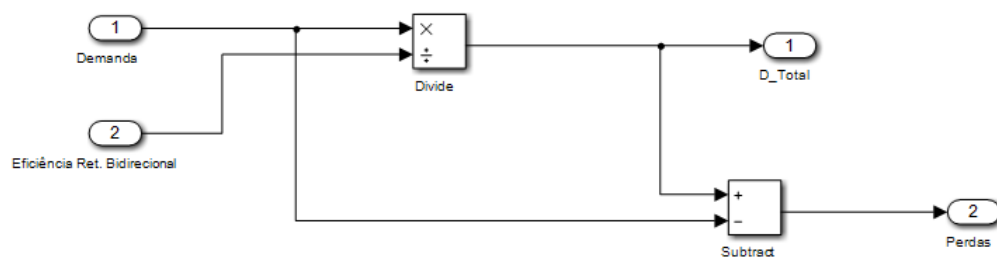 1
Demanda
×
÷
Divide
1
D_Total
2
Eficiência Ret. Bidirecional
+
−
Subtract
2
Perdas